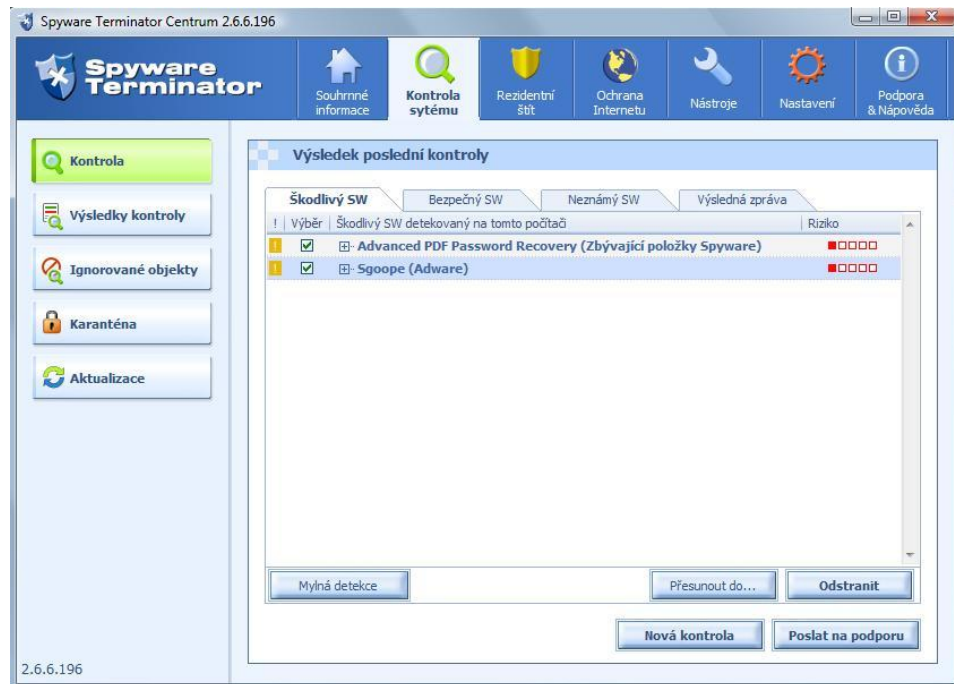 Spyware Terminator Centrum 2.6.6.196
Spyware
Terminator
Souhrnné
informace
Kontrola
sytému
Rezidentní
štít
Ochrana
Internetu
Nástroje
Nastavení
Podpora
& Nápověda
Kontrola
Výsledky kontroly
Ignorované objekty
Karanténa
Aktualizace
Výsledek poslední kontroly
Škodlivý SW
Bezpečný SW
Neznámý SW
Výsledná zpráva
! Výběr Škodlivý SW detekovaný na tomto počítači Riziko
Advanced PDF Password Recovery (Zbývající položky Spyware)
Sgoope (Adware)
Mylná detekce
Přesunout do...
Odstranit
Nová kontrola
Poslat na podporu
2.6.6.196